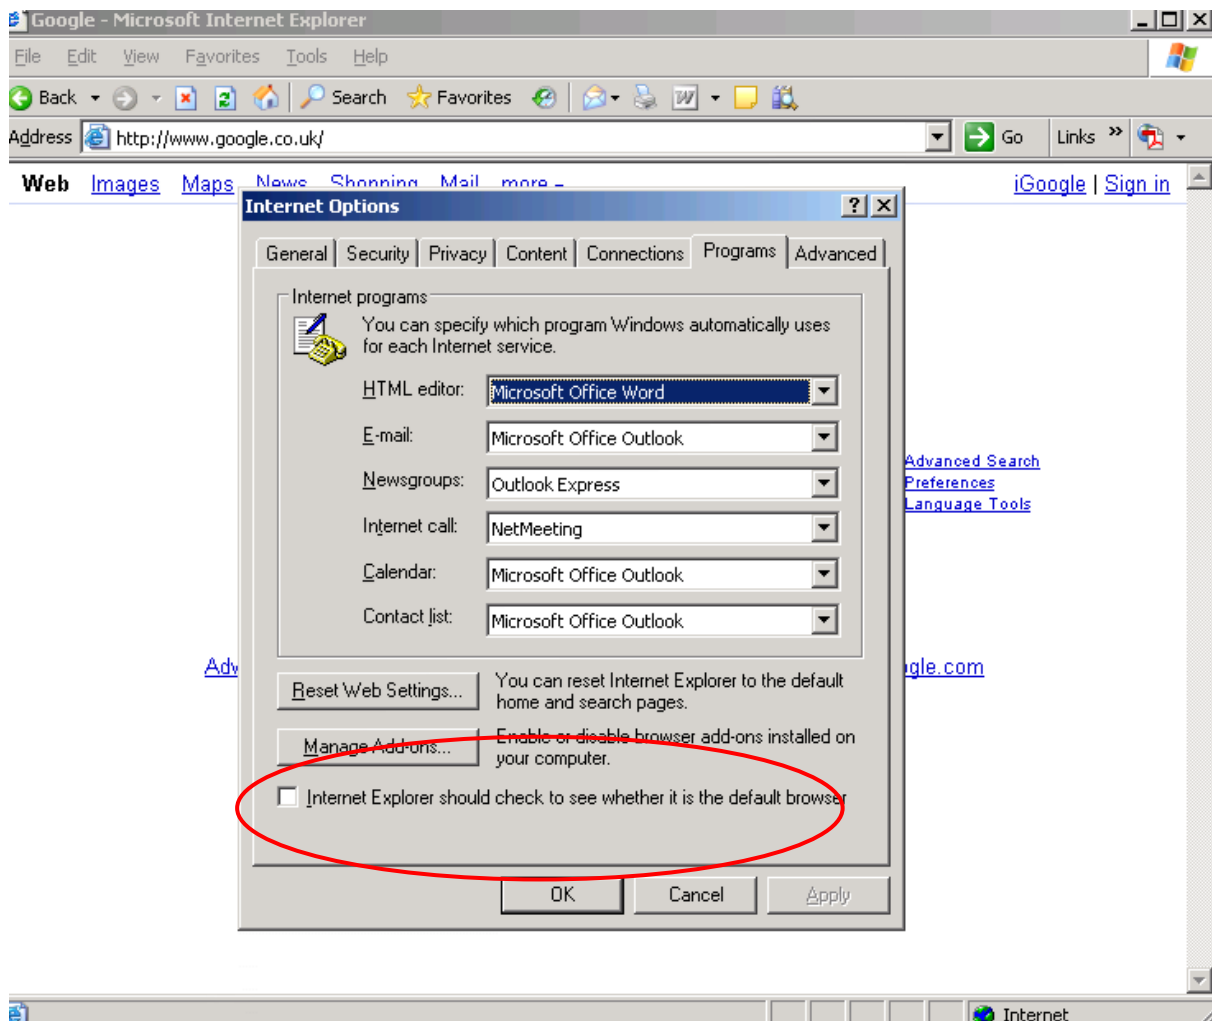 Google - Microsoft Internet Explorer
File Edit View Favorites Tools Help
Back Search Favorites
Address http://www.google.co.uk/ Go Links »
Web Images Maps News Shopping Mail more iGoogle | Sign in
Internet Options
General Security Privacy Content Connections Programs Advanced
Internet programs
You can specify which program Windows automatically uses
for each Internet service.
HTML editor: Microsoft Office Word
E-mail: Microsoft Office Outlook
Newsgroups: Outlook Express
Internet call: NetMeeting
Calendar: Microsoft Office Outlook
Contact list: Microsoft Office Outlook
Advanced Search
Preferences
Language Tools
Reset Web Settings... You can reset Internet Explorer to the default
home and search pages.
Manage Add-ons... Enable or disable browser add-ons installed on
your computer.
Internet Explorer should check to see whether it is the default browser
OK Cancel Apply
Internet